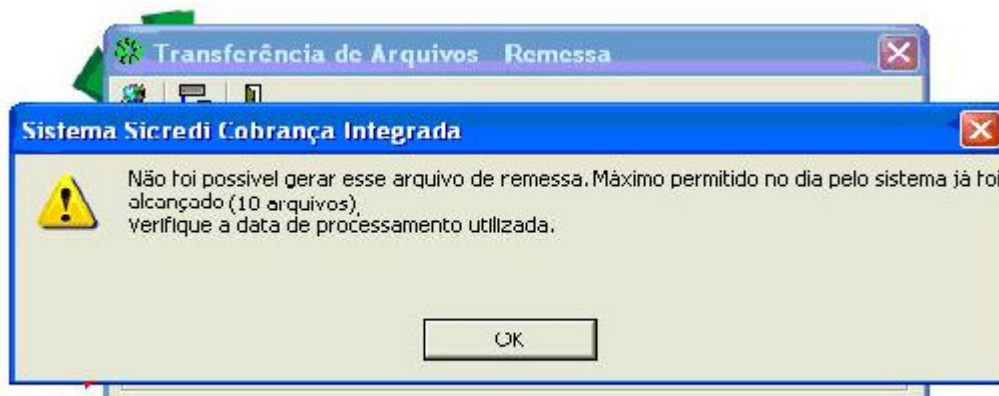 Transferência de Arquivos Remessa
Sistema Sicredi Cobrança Integrada
Não foi possivel gerar esse arquivo de remessa. Máximo permitido no dia pelo sistema já foi
alcançado (10 arquivos).
Verifique a data de processamento utilizada.
OK